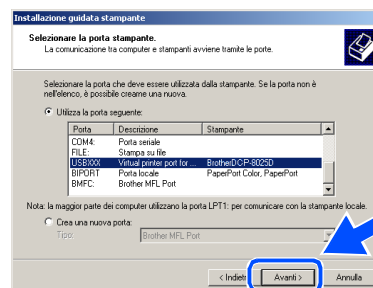 Installazione guidata stampante
Selezionare la porta stampante.
La comunicazione tra computer e stampanti avviene tramite le porte.
Selezionare la porta che deve essere utilizzata dalla stampante. Se la porta non è
nell'elenco, è possibile crearne una nuova.
Utilizza la porta seguente:
Porta Descrizione Stampante
COM4: Porta seriale
FILE: Stampa su file
USBXXX Virtual printer port for ... BrotherDCP-8025D
BIPORT Porta locale PaperPort Color, PaperPort
BMFC: Brother MFL Port
Nota: la maggior parte dei computer utilizzano la porta LPT1: per comunicare con la stampante locale.
Crea una nuova porta:
Tipo: Brother MFL Port
< Indietro Avanti > Annulla